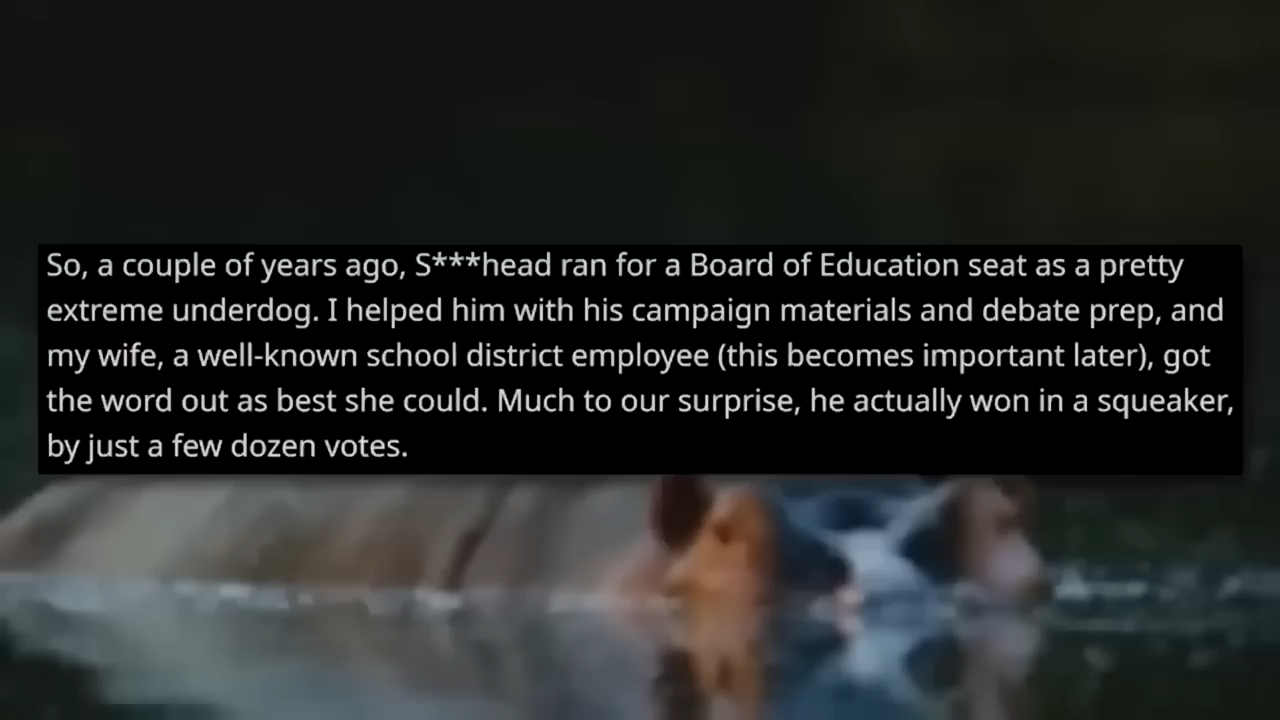 So, a couple of years ago, S***head ran for a Board of Education seat as a pretty
extreme underdog. I helped him with his campaign materials and debate prep, and
my wife, a well-known school district employee (this becomes important later), got
the word out as best she could. Much to our surprise, he actually won in a squeaker,
by just a few dozen votes.